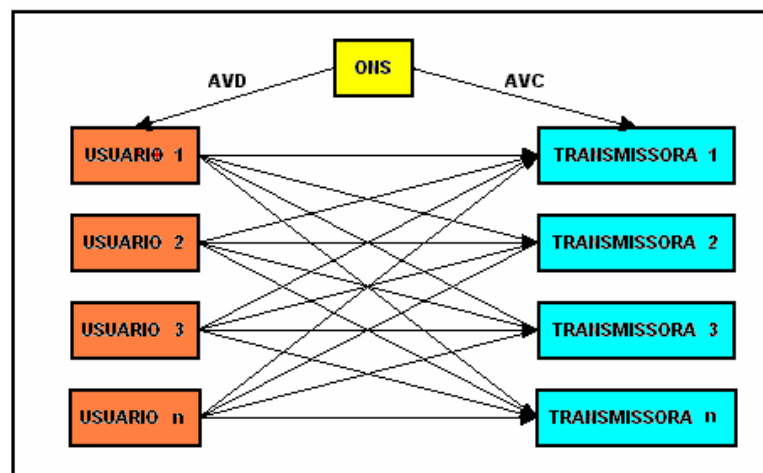 ONS
AVD
AVC
USUARIO 1
TRANSMISSORA 1
USUARIO 2
TRANSMISSORA 2
USUARIO 3
TRANSMISSORA 3
USUARIO n
TRANSMISSORA n